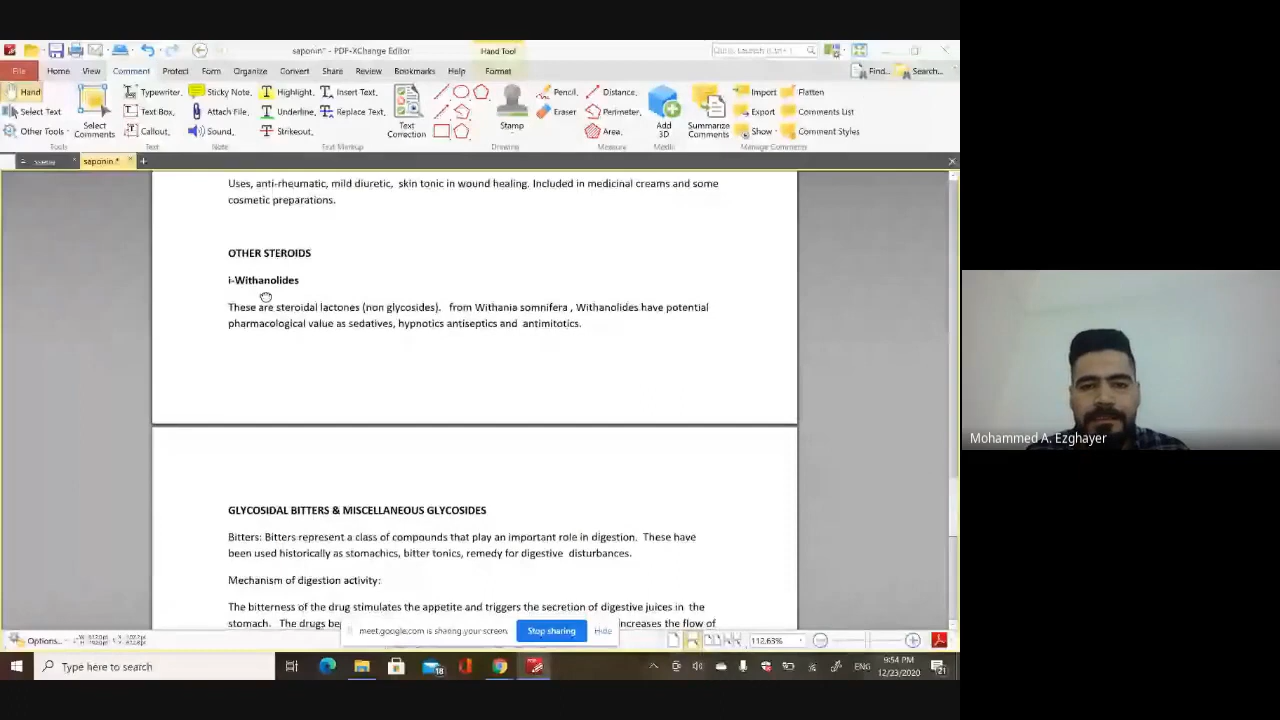 saponin* - PDF-XChange Editor
Hand Tool
File Home View Comment Protect Form Organize Convert Share Review Bookmarks Help Format Find... Search...
Hand Typewriter Sticky Note Highlight Insert Text Pencil Distance Import Flatten
Select Text Text Box Attach File Underline Replace Text Eraser Perimeter Export Comments List
Other Tools Select Comments Callout Sound Strikeout Text Correction Stamp Area Add 3D Summarize Comments Show Comment Styles
Tools Note Text Markup Drawing Measure Manage Comments
saponin *
Uses, anti-rheumatic, mild diuretic, skin tonic in wound healing. Included in medicinal creams and some
cosmetic preparations.
OTHER STEROIDS
i-Withanolides
These are steroidal lactones (non glycosides). from Withania somnifera , Withanolides have potential
pharmacological value as sedatives, hypnotics antiseptics and antimitotics.
Mohammed A. Ezghayer
GLYCOSIDAL BITTERS & MISCELLANEOUS GLYCOSIDES
Bitters: Bitters represent a class of compounds that play an important role in digestion. These have
been used historically as stomachics, bitter tonics, remedy for digestive disturbances.
Mechanism of digestion activity:
The bitterness of the drug stimulates the appetite and triggers the secretion of digestive juices in the
stomach. The drugs increases the flow of
meet.google.com is sharing your screen. Stop sharing Hide
Options... 112.63%
Type here to search
18
ENG
9:54 PM
12/23/2020
21